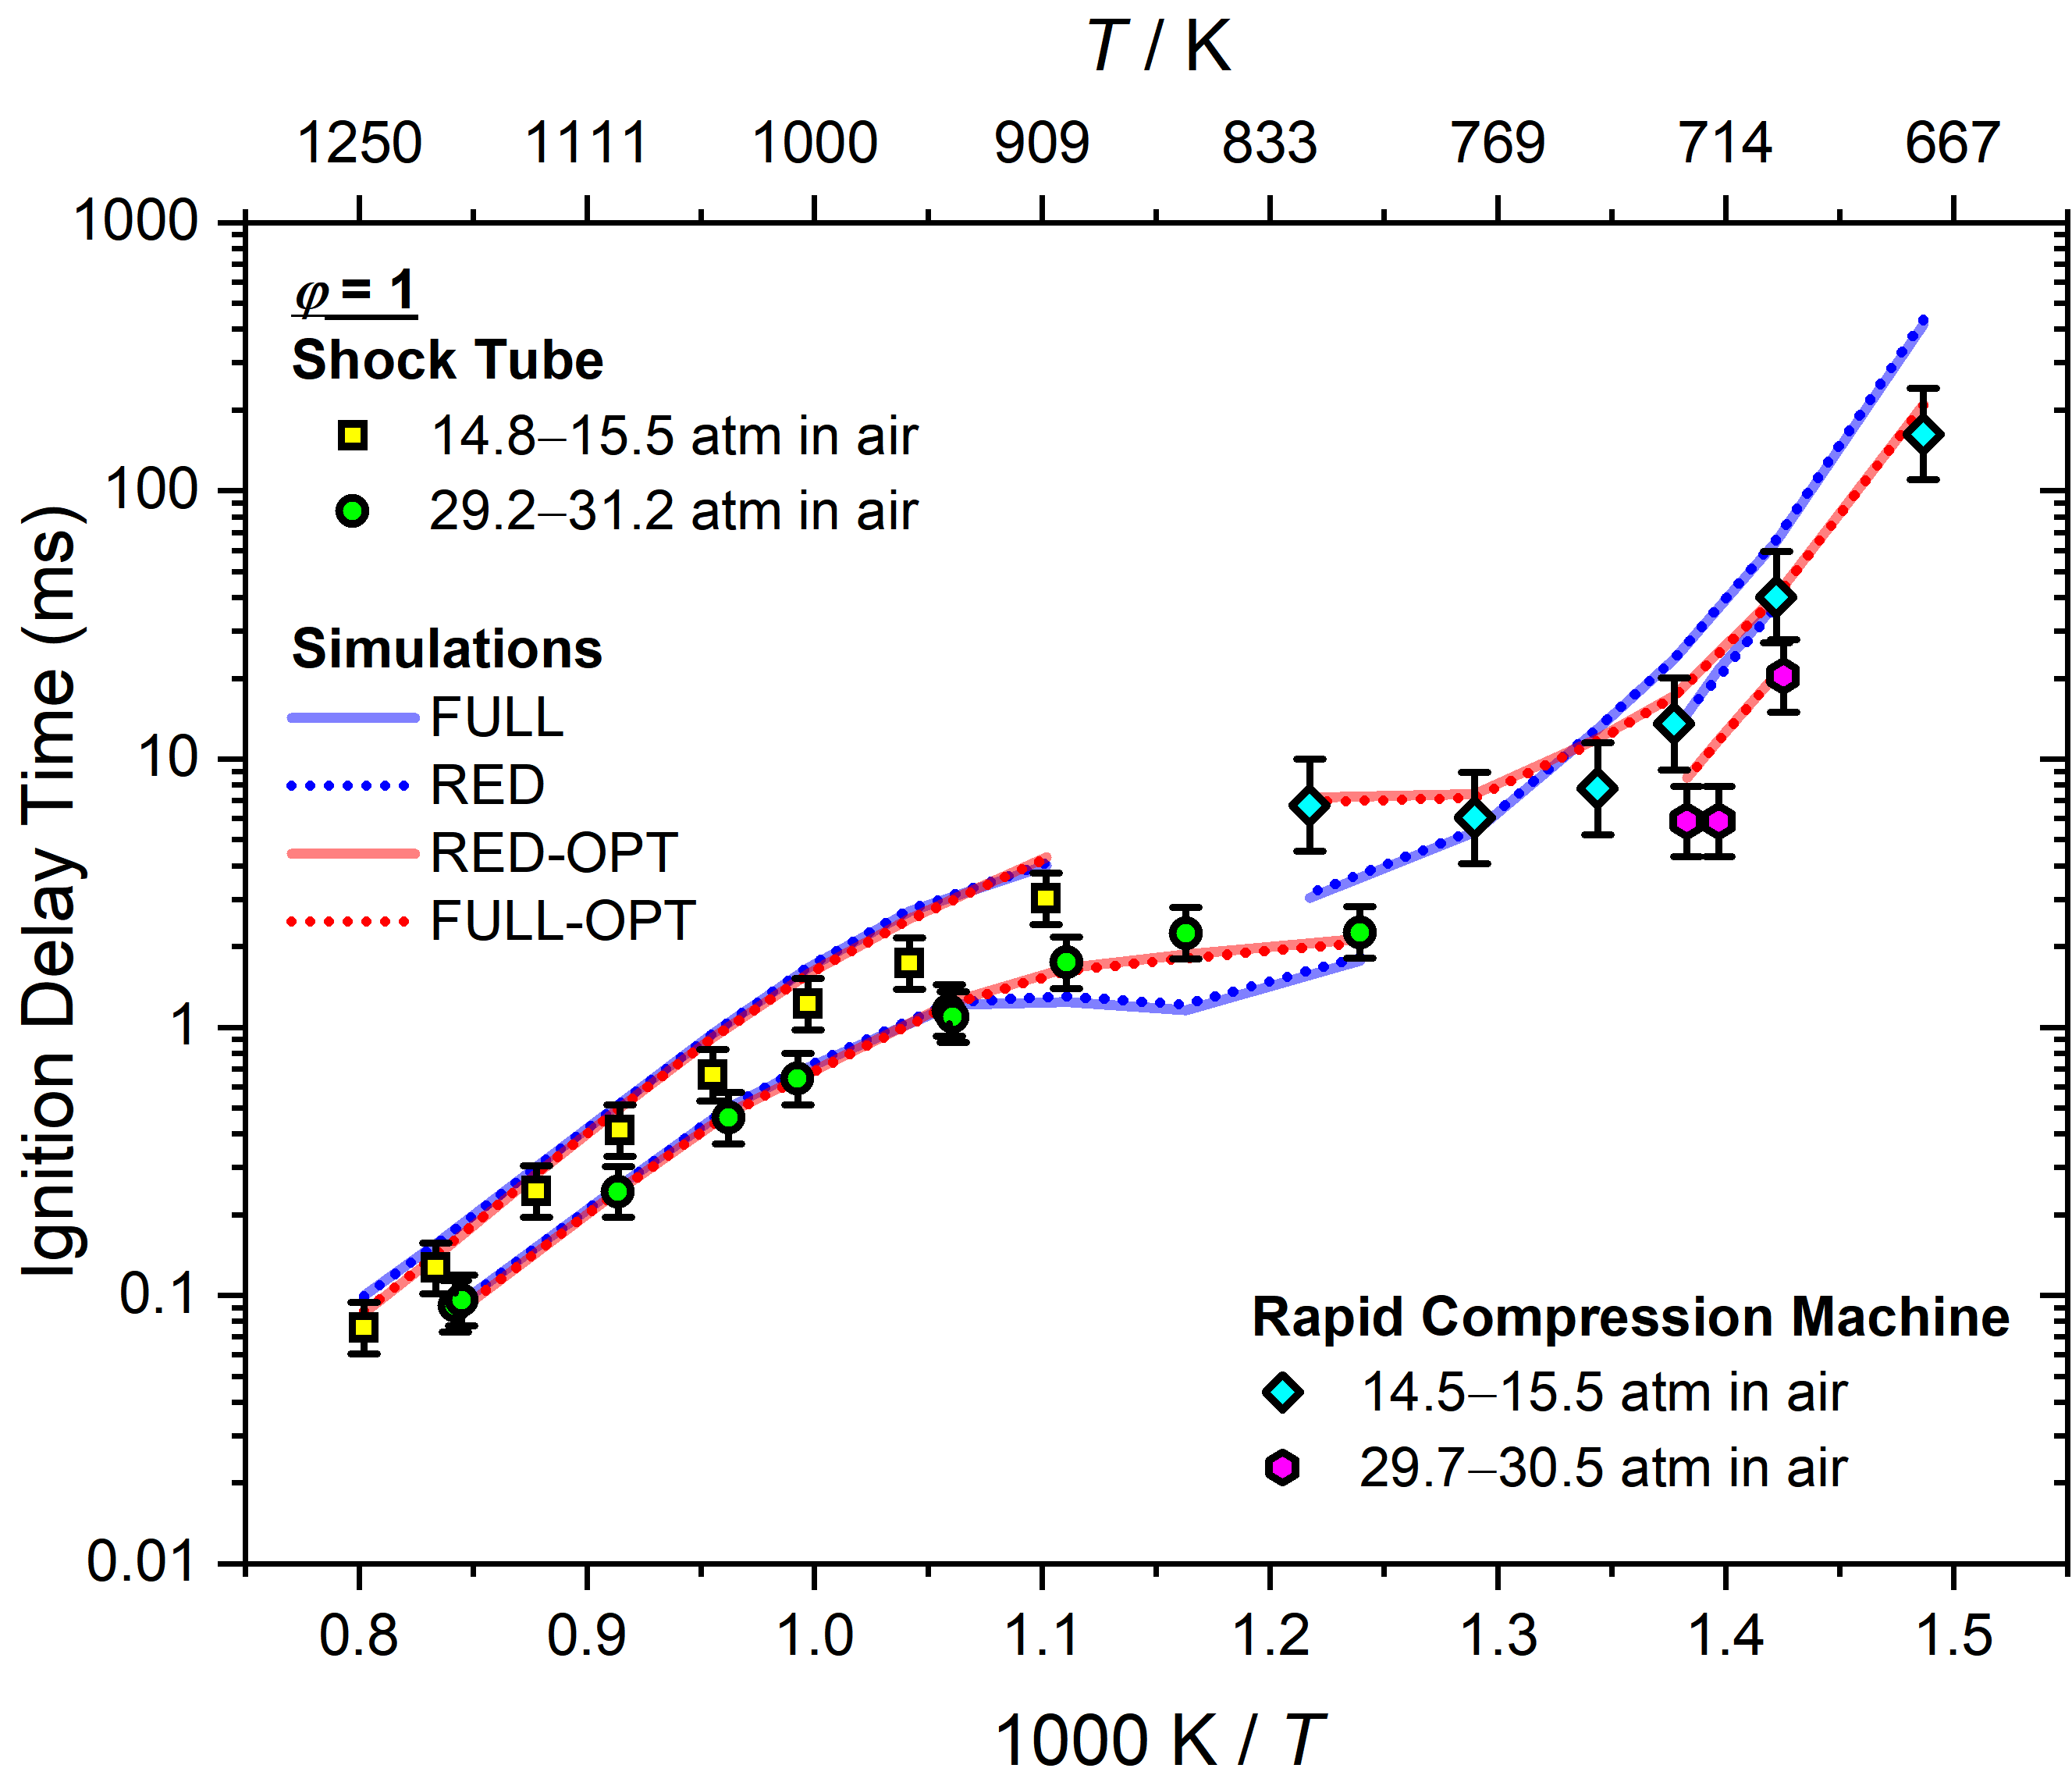 T / K
1250 1111 1000 909 833 769 714 667
1000
100
10
1
0.1
0.01
Ignition Delay Time (ms)
φ = 1
Shock Tube
14.8–15.5 atm in air
29.2–31.2 atm in air
Simulations
FULL
RED
RED-OPT
FULL-OPT
Rapid Compression Machine
14.5–15.5 atm in air
29.7–30.5 atm in air
0.8 0.9 1.0 1.1 1.2 1.3 1.4 1.5
1000 K / T